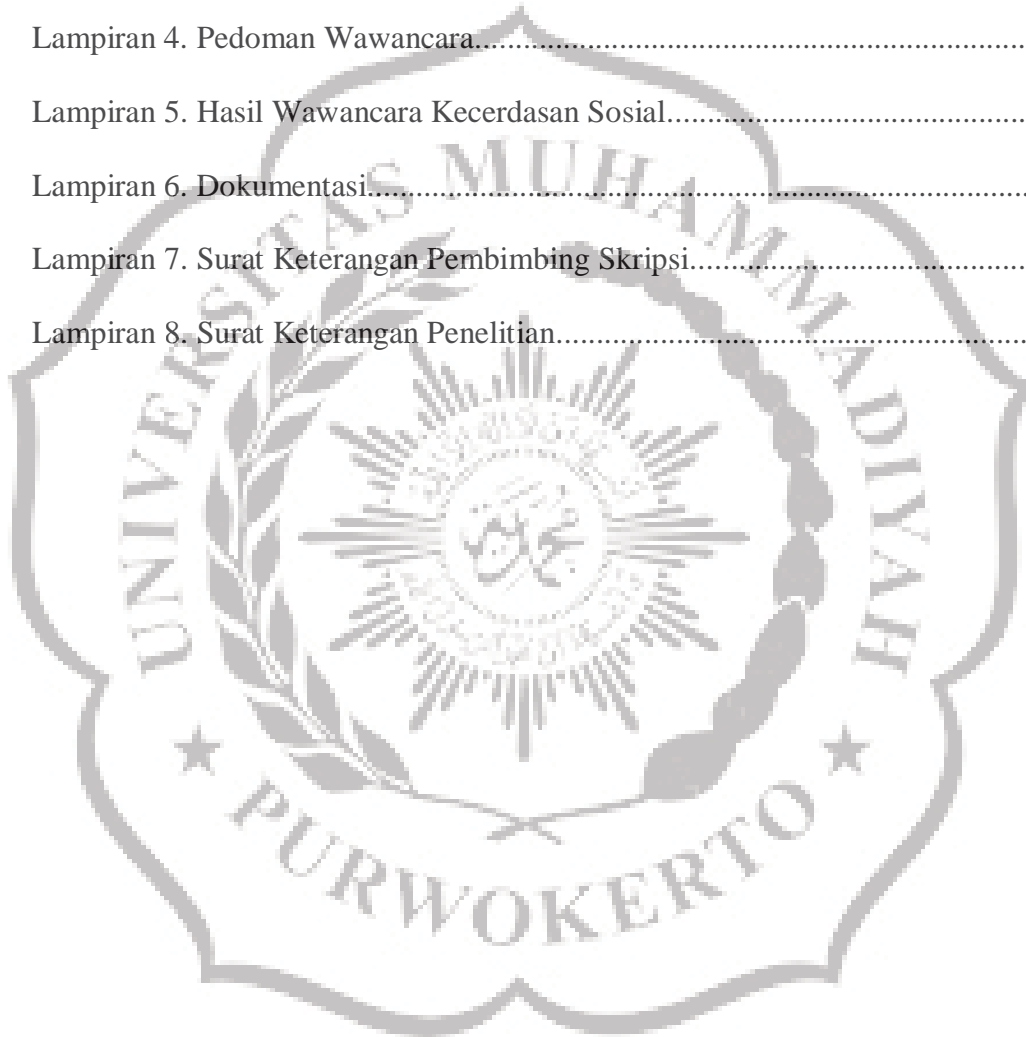 Lampiran 4. Pedoman Wawancara......................................................................
Lampiran 5. Hasil Wawancara Kecerdasan Sosial.............................................
Lampiran 6. Dokumentasi...................................................................................
Lampiran 7. Surat Keterangan Pembimbing Skripsi..........................................
Lampiran 8. Surat Keterangan Penelitian...........................................................
UNIVERSITAS MUHAMMADIYAH
★ PURWOKERTO ★